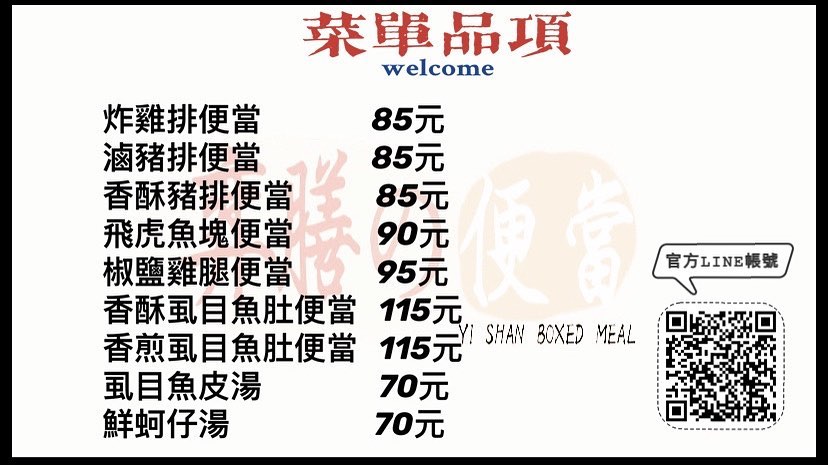 菜單品項
welcome
炸雞排便當 85元
滷豬排便當 85元
香酥豬排便當 85元
飛虎魚塊便當 90元
椒鹽雞腿便當 95元
香酥虱目魚肚便當 115元
香煎虱目魚肚便當 115元
虱目魚皮湯 70元
鮮蚵仔湯 70元
膳の便當
Yi SHAN BOXED MEAL
官方LINE帳號